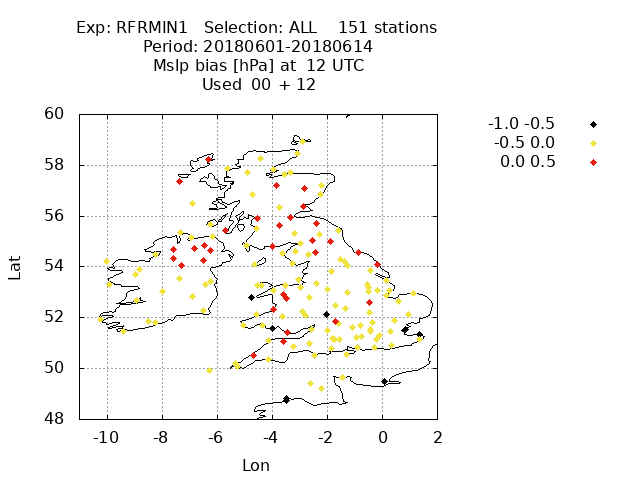 Exp: RFRMIN1 Selection: ALL 151 stations
Period: 20180601-20180614
Mslp bias [hPa] at 12 UTC
Used 00 + 12
-1.0 -0.5
-0.5 0.0
0.0 0.5
60
58
56
54
52
50
48
Lat
-10 -8 -6 -4 -2 0 2
Lon